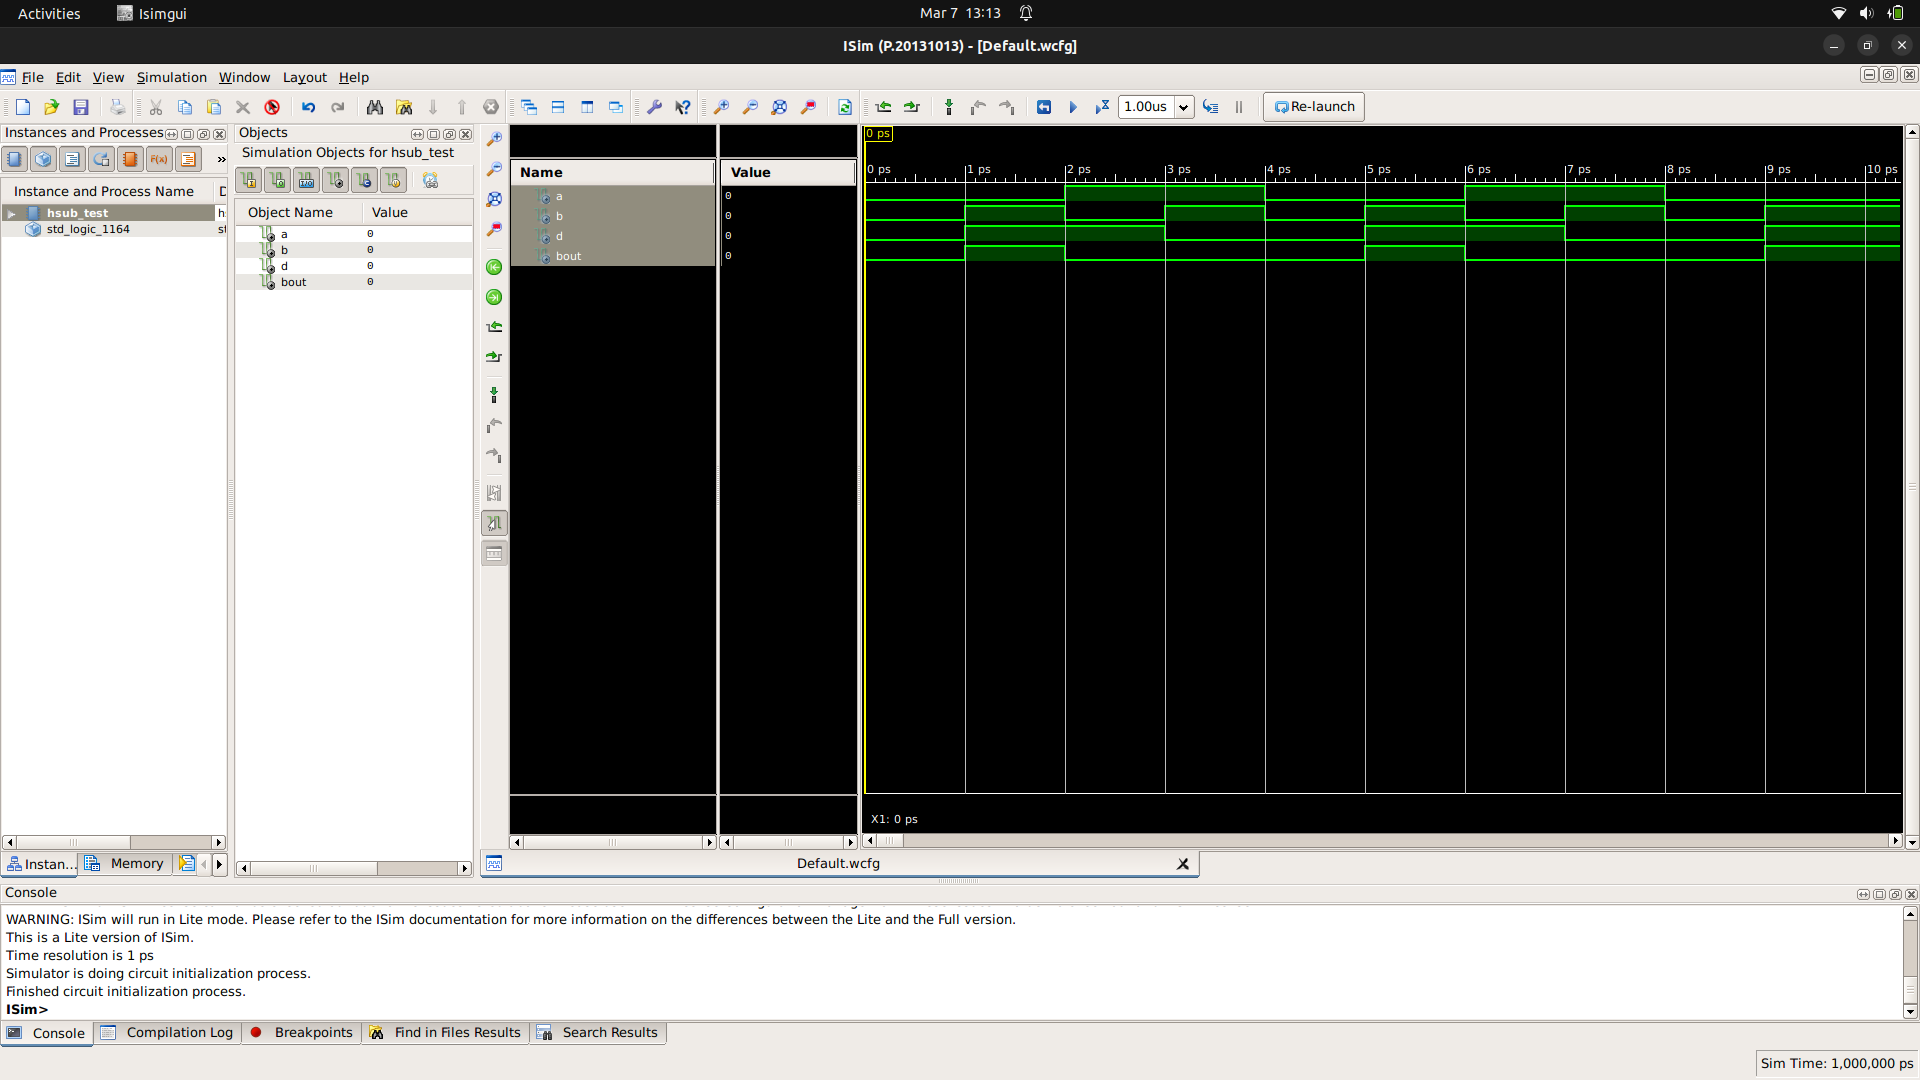 Activities Isimgui Mar 7 13:13
ISim (P.20131013) - [Default.wcfg]
File Edit View Simulation Window Layout Help
1.00us Re-launch
Instances and Processes
Instance and Process Name D
hsub_test h
std_logic_1164 st
Instan... Memory
Objects
Simulation Objects for hsub_test
Object Name Value
a 0
b 0
d 0
bout 0
Name Value
a 0
b 0
d 0
bout 0
0 ps
0 ps 1 ps 2 ps 3 ps 4 ps 5 ps 6 ps 7 ps 8 ps 9 ps 10 ps
X1: 0 ps
Default.wcfg
Console
WARNING: ISim will run in Lite mode. Please refer to the ISim documentation for more information on the differences between the Lite and the Full version.
This is a Lite version of ISim.
Time resolution is 1 ps
Simulator is doing circuit initialization process.
Finished circuit initialization process.
ISim>
Console Compilation Log Breakpoints Find in Files Results Search Results
Sim Time: 1,000,000 ps